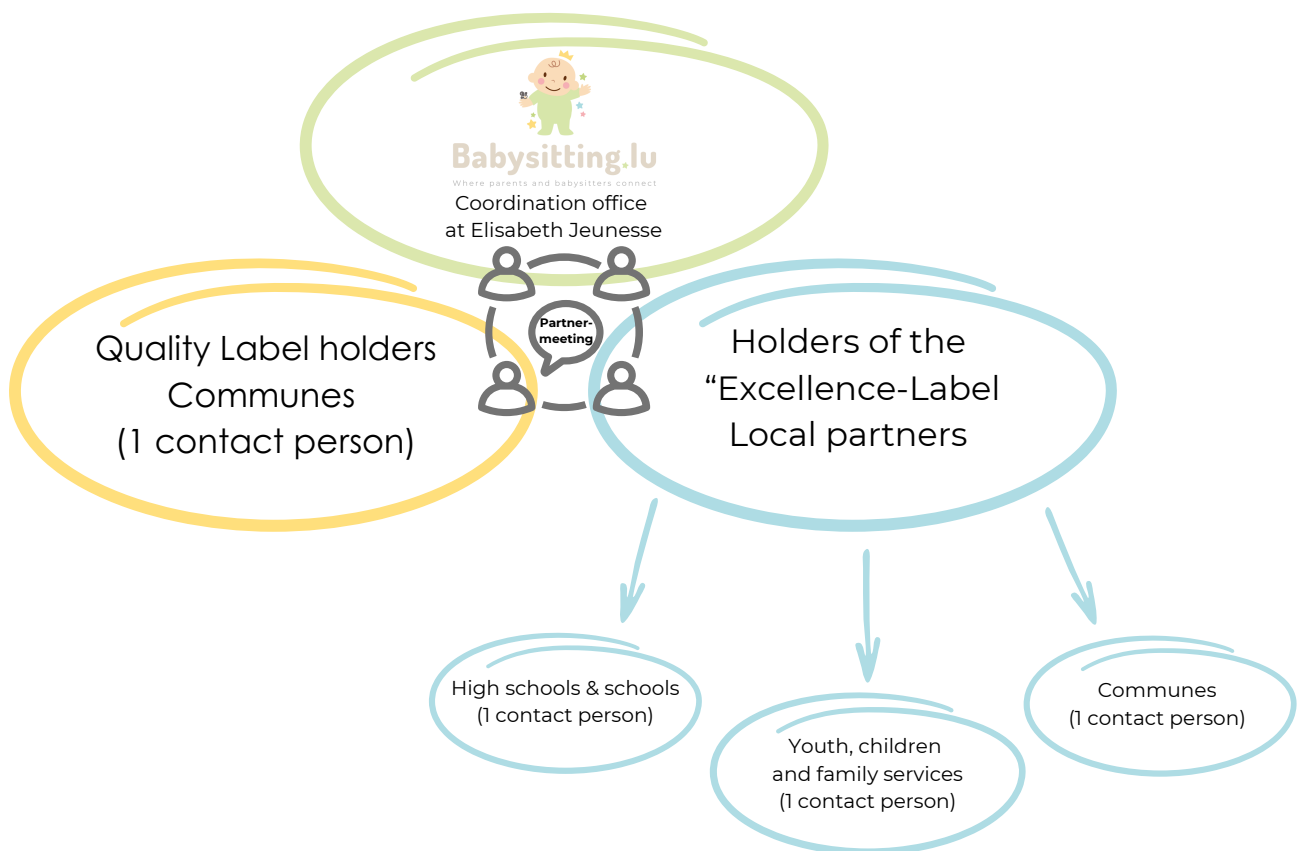 Babysitting.lu
Where parents and babysitters connect
Coordination office
at Elisabeth Jeunesse
Partner-
meeting
Quality Label holders
Communes
(1 contact person)
Holders of the
“Excellence-Label
Local partners
High schools & schools
(1 contact person)
Youth, children
and family services
(1 contact person)
Communes
(1 contact person)